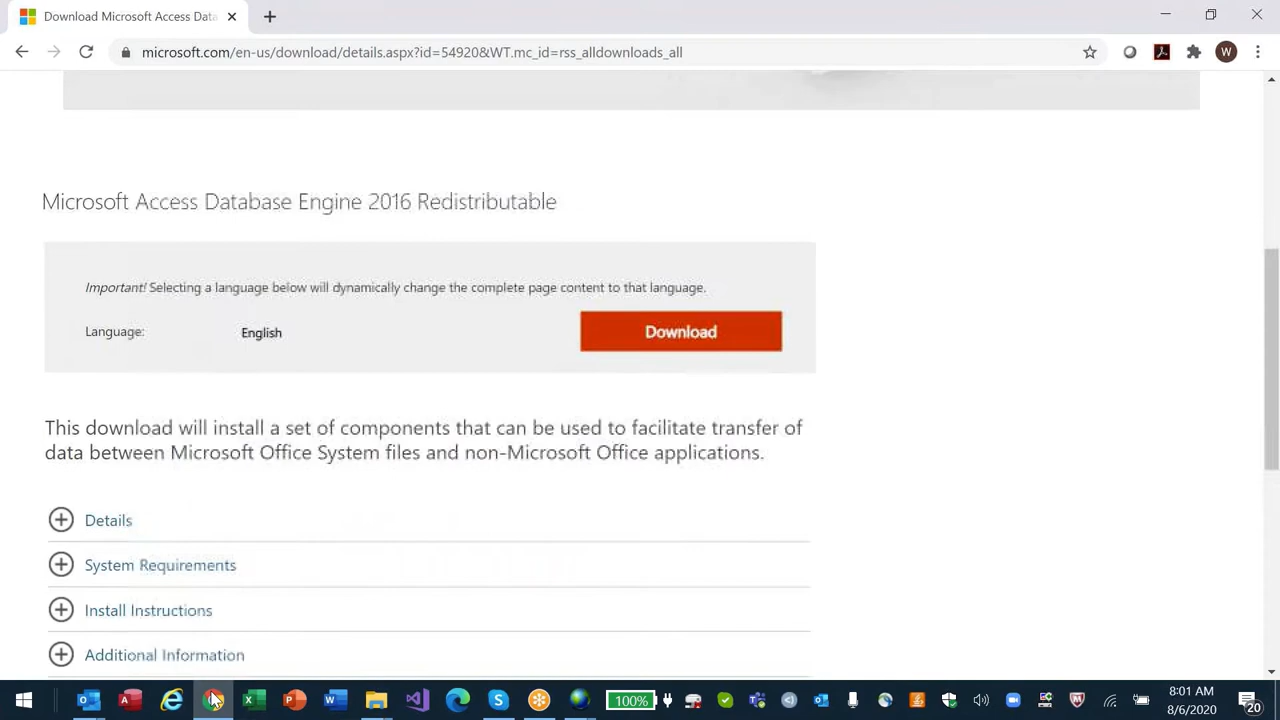 Download Microsoft Access Data
microsoft.com/en-us/download/details.aspx?id=54920&WT.mc_id=rss_alldownloads_all
W
Microsoft Access Database Engine 2016 Redistributable
Important! Selecting a language below will dynamically change the complete page content to that language.
Language:
English
Download
This download will install a set of components that can be used to facilitate transfer of
data between Microsoft Office System files and non-Microsoft Office applications.
Details
System Requirements
Install Instructions
Additional Information
100%
8:01 AM
8/6/2020
20